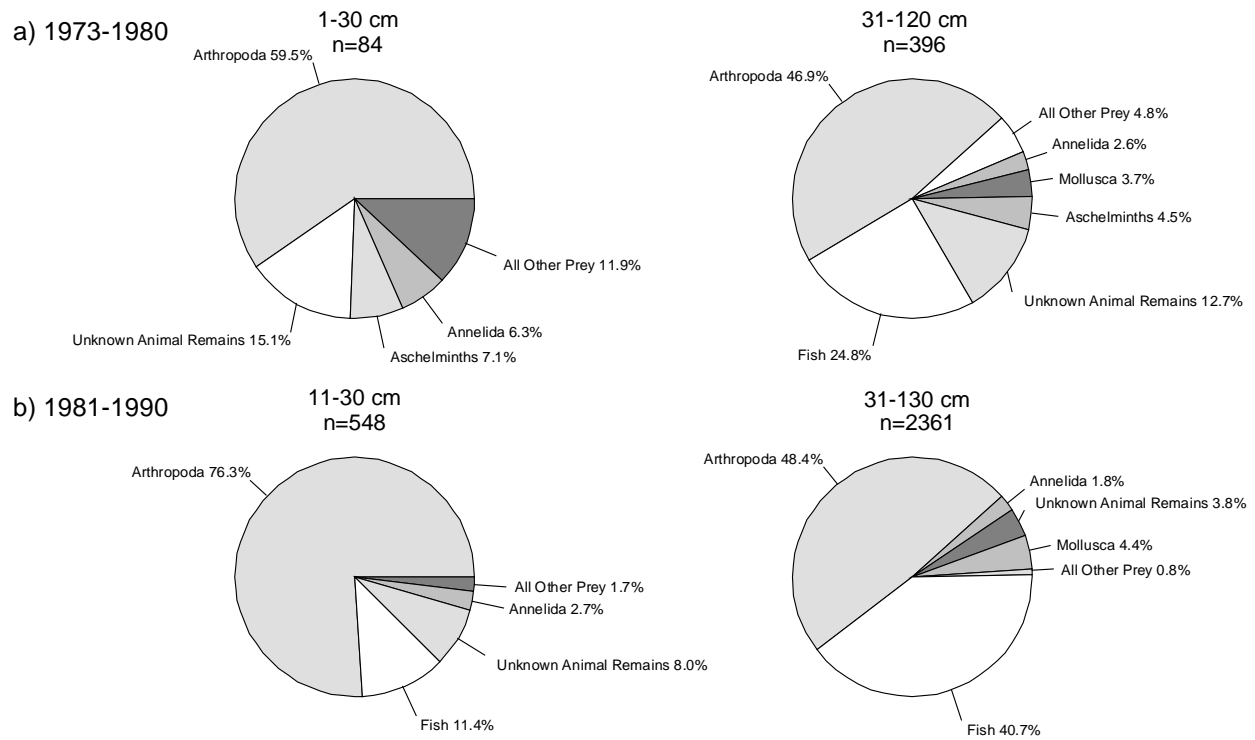 a) 1973-1980
1-30 cm
n=84
Arthropoda 59.5%
All Other Prey 11.9%
Annelida 6.3%
Aschelminths 7.1%
Unknown Animal Remains 15.1%
31-120 cm
n=396
Arthropoda 46.9%
All Other Prey 4.8%
Annelida 2.6%
Mollusca 3.7%
Aschelminths 4.5%
Unknown Animal Remains 12.7%
Fish 24.8%
b) 1981-1990
11-30 cm
n=548
Arthropoda 76.3%
All Other Prey 1.7%
Annelida 2.7%
Unknown Animal Remains 8.0%
Fish 11.4%
31-130 cm
n=2361
Arthropoda 48.4%
Annelida 1.8%
Unknown Animal Remains 3.8%
Mollusca 4.4%
All Other Prey 0.8%
Fish 40.7%